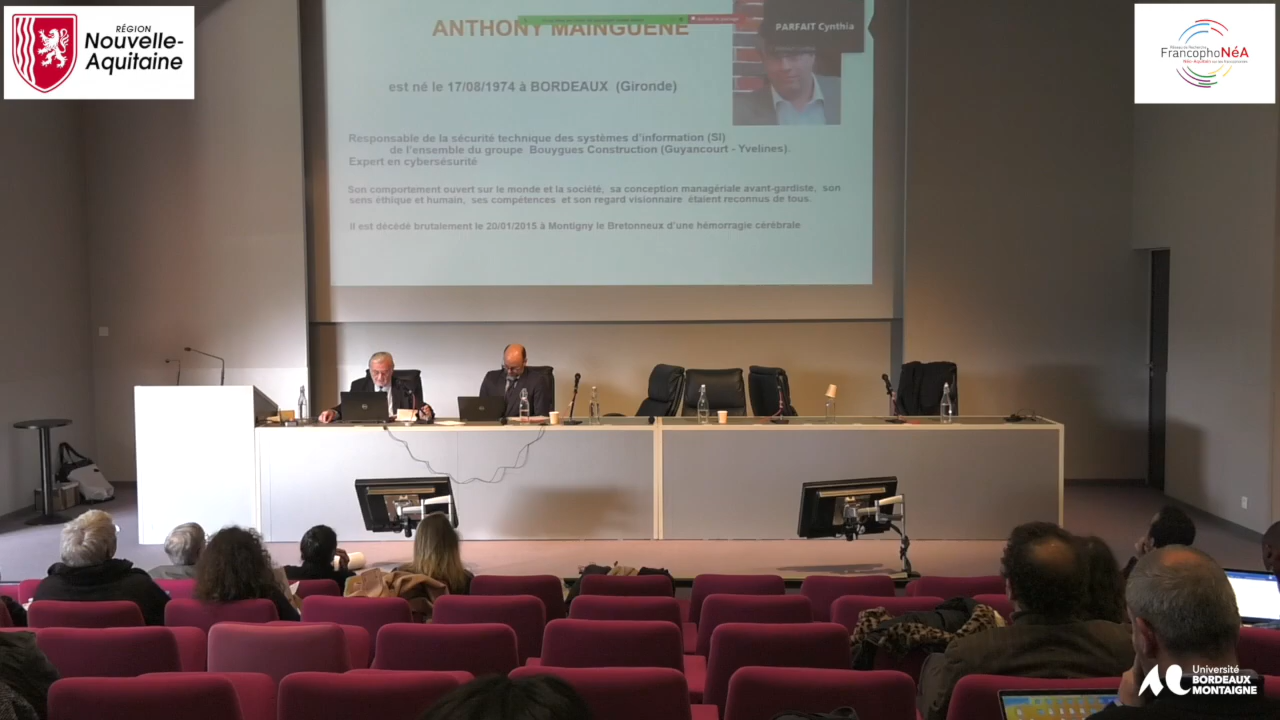 RÉGION
Nouvelle-
Aquitaine
ANTHONY MAINGUENE
PARFAIT Cynthia
est né le 17/08/1974 à BORDEAUX (Gironde)
Responsable de la sécurité technique des systèmes d'information (SI)
de l'ensemble du groupe Bouygues Construction (Guyancourt - Yvelines).
Expert en cybersésurité
Son comportement ouvert sur le monde et la société, sa conception managériale avant-gardiste, son
sens éthique et humain, ses compétences et son regard visionnaire étaient reconnus de tous.
Il est décédé brutalement le 20/01/2015 à Montigny le Bretonneux d'une hémorragie cérébrale
FrancophoNéA
Université
BORDEAUX
MONTAIGNE